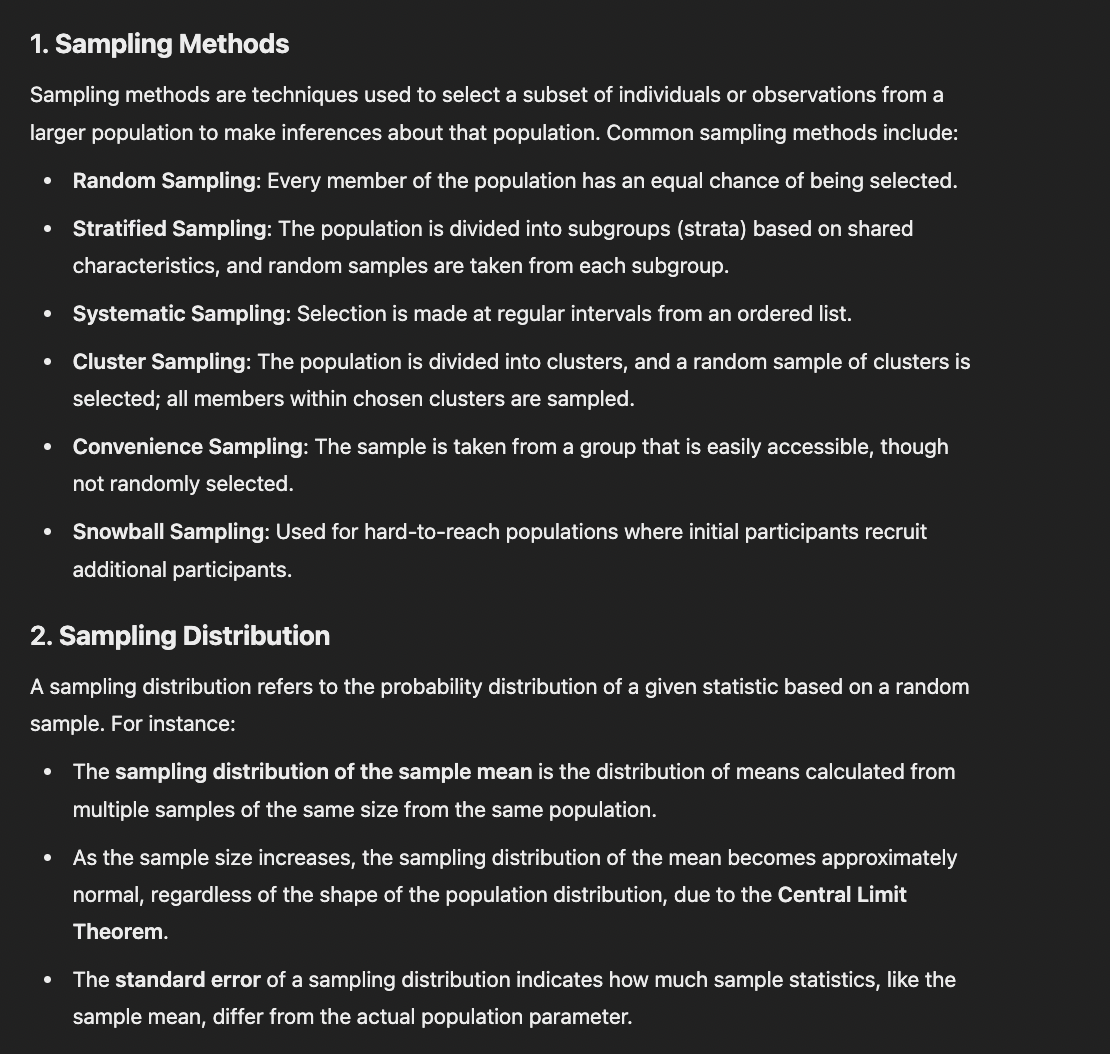 1. Sampling Methods
Sampling methods are techniques used to select a subset of individuals or observations from a
larger population to make inferences about that population. Common sampling methods include:
• Random Sampling: Every member of the population has an equal chance of being selected.
• Stratified Sampling: The population is divided into subgroups (strata) based on shared
characteristics, and random samples are taken from each subgroup.
• Systematic Sampling: Selection is made at regular intervals from an ordered list.
• Cluster Sampling: The population is divided into clusters, and a random sample of clusters is
selected; all members within chosen clusters are sampled.
• Convenience Sampling: The sample is taken from a group that is easily accessible, though
not randomly selected.
• Snowball Sampling: Used for hard-to-reach populations where initial participants recruit
additional participants.
2. Sampling Distribution
A sampling distribution refers to the probability distribution of a given statistic based on a random
sample. For instance:
• The sampling distribution of the sample mean is the distribution of means calculated from
multiple samples of the same size from the same population.
• As the sample size increases, the sampling distribution of the mean becomes approximately
normal, regardless of the shape of the population distribution, due to the Central Limit
Theorem.
• The standard error of a sampling distribution indicates how much sample statistics, like the
sample mean, differ from the actual population parameter.